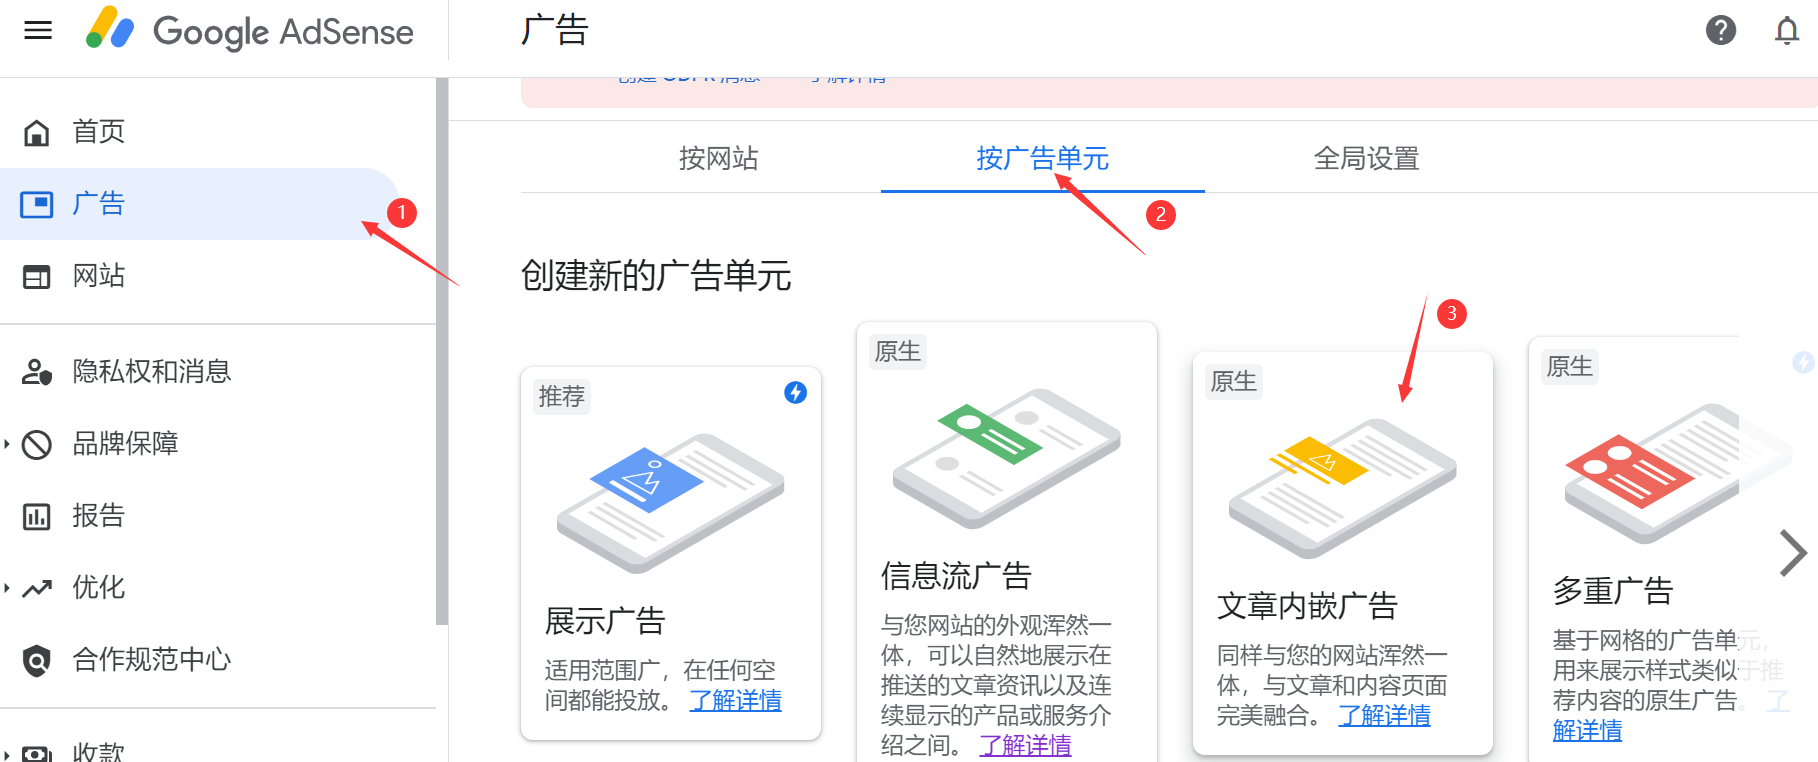 Google AdSense
广告
创建 GDPR 消息 了解详情
首页
广告
1
网站
隐私权和消息
品牌保障
报告
优化
合作规范中心
收款
按网站
按广告单元
全局设置
2
创建新的广告单元
3
推荐
展示广告
适用范围广，在任何空
间都能投放。 了解详情
原生
信息流广告
与您网站的外观浑然一
体，可以自然地展示在
推送的文章资讯以及连
续显示的产品或服务介
绍之间。 了解详情
原生
文章内嵌广告
同样与您的网站浑然一
体，与文章和内容页面
完美融合。 了解详情
原生
多重广告
基于网格的广告单元，
用来展示样式类似于推
荐内容的原生广告。 了
解详情